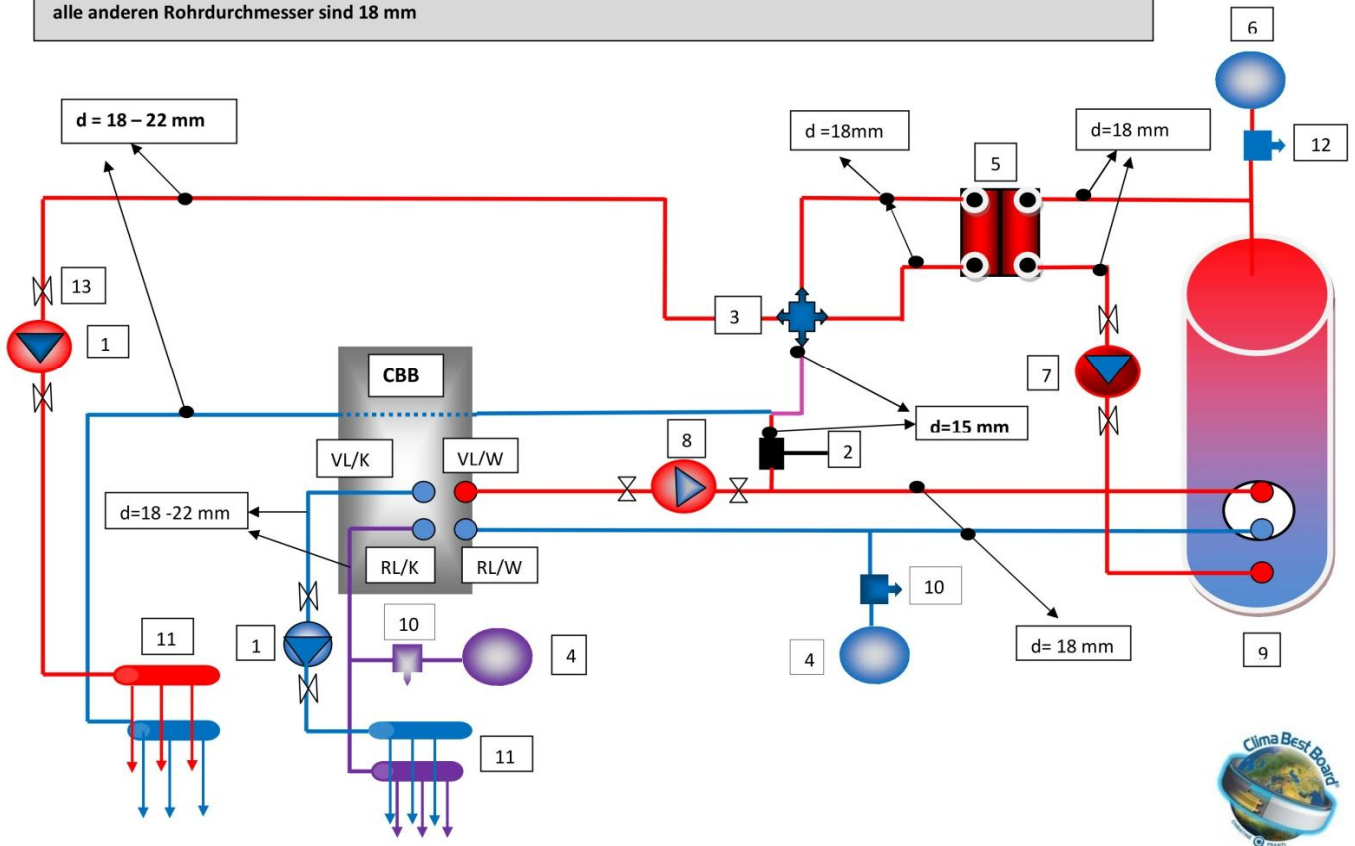 alle anderen Rohrdurchmesser sind 18 mm
6
d = 18 – 22 mm
d =18mm
d=18 mm
12
5
13
3
1
7
CBB
d=15 mm
8
2
VL/K
VL/W
d=18 -22 mm
RL/K
RL/W
10
11
10
1
4
4
d= 18 mm
9
11
Clima Best Board